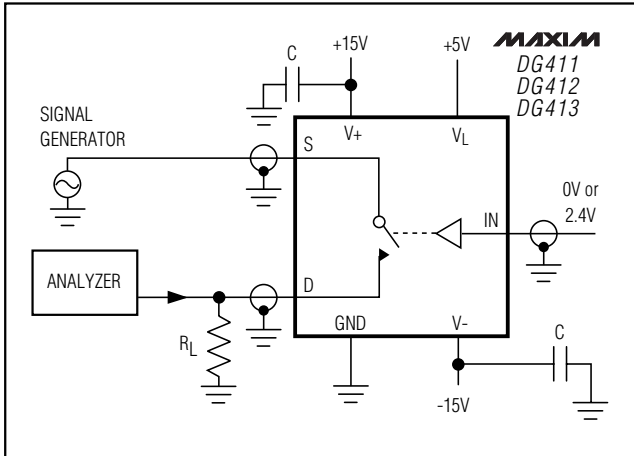 C
+15V
+5V
MAXIM
DG411
DG412
DG413
SIGNAL
GENERATOR
V+
VL
S
IN
0V or
2.4V
ANALYZER
D
RL
GND
V-
C
-15V